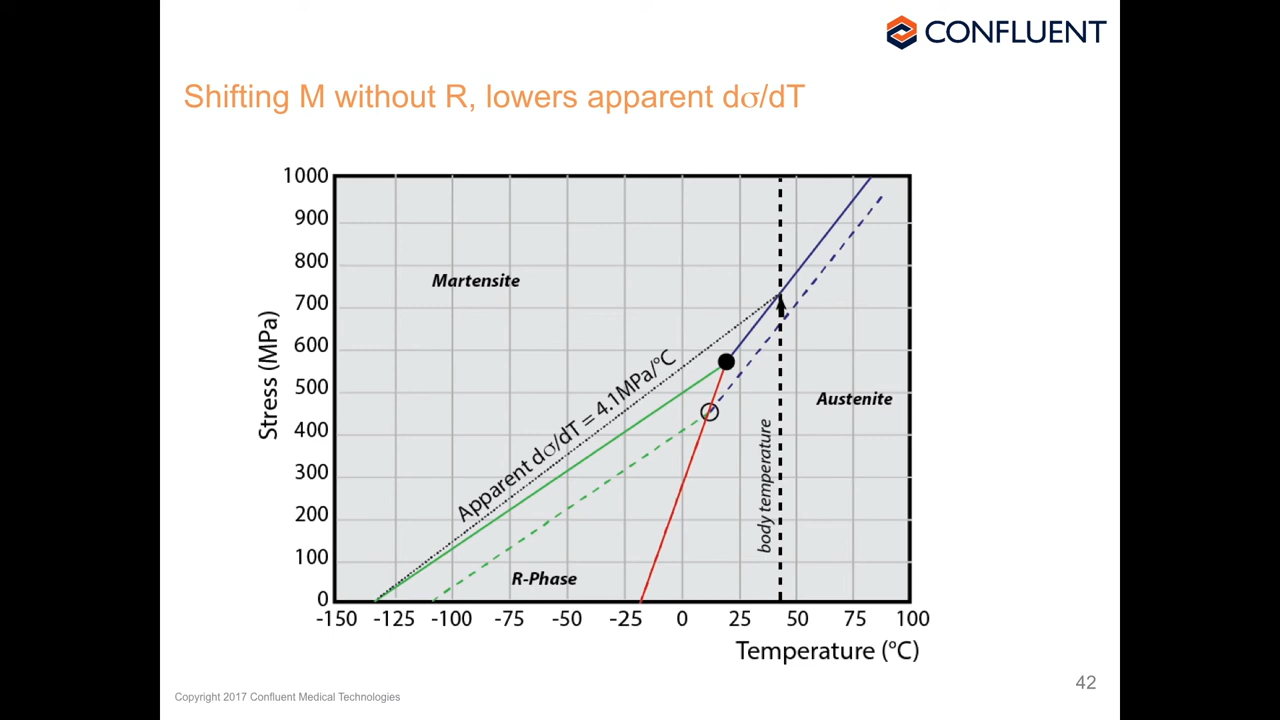 CONFLUENT
Shifting M without R, lowers apparent dσ/dT
1000
900
800
700
600
500
400
300
200
100
0
Stress (MPa)
Martensite
Apparent dσ/dT = 4.1MPa/°C
Austenite
body temperature
R-Phase
-150 -125 -100 -75 -50 -25 0 25 50 75 100
Temperature (°C)
42
Copyright 2017 Confluent Medical Technologies